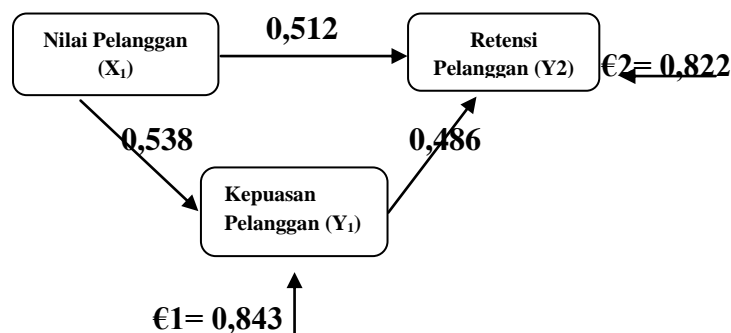 Nilai Pelanggan
(X₁)
0,512
Retensi
Pelanggan (Y2)
€2= 0,822
0,538
0,486
Kepuasan
Pelanggan (Y₁)
€1= 0,843